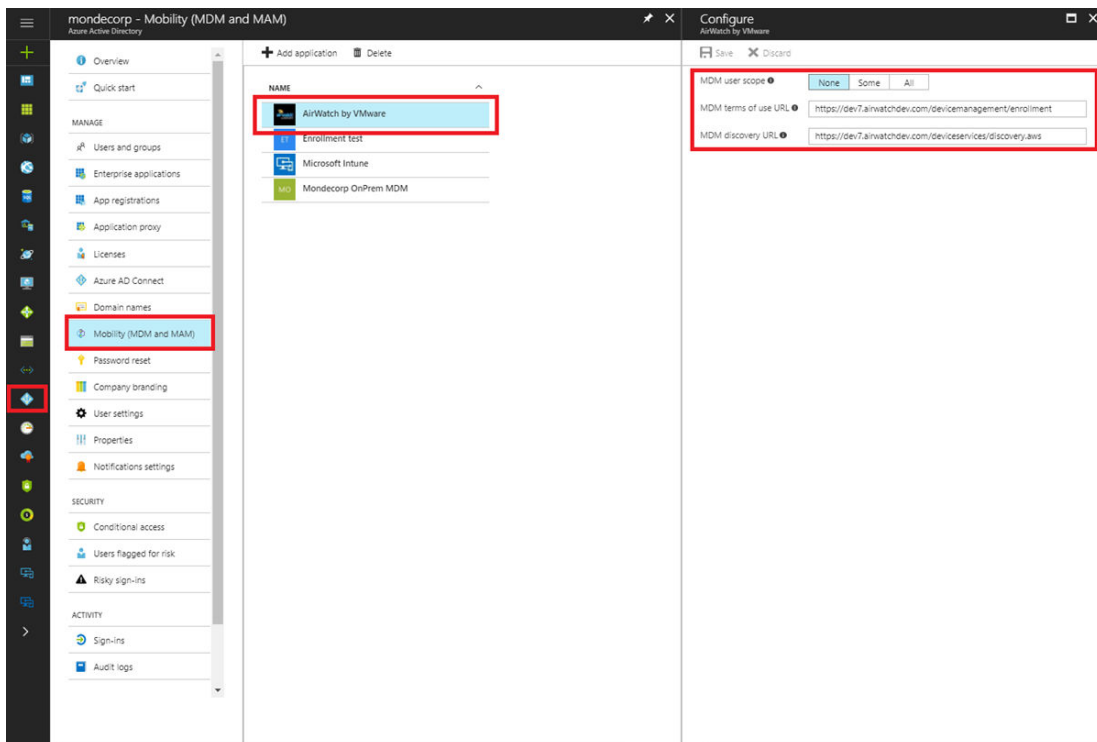 mondecorp - Mobility (MDM and MAM)
Azure Active Directory
Overview
Quick start
MANAGE
Users and groups
Enterprise applications
App registrations
Application proxy
Licenses
Azure AD Connect
Domain names
Mobility (MDM and MAM)
Password reset
Company branding
User settings
Properties
Notifications settings
SECURITY
Conditional access
Users flagged for risk
Risky sign-ins
ACTIVITY
Sign-ins
Audit logs
Add application Delete
NAME
AirWatch by VMware
ET Enrollment test
Microsoft Intune
MO Mondecorp OnPrem MDM
Configure
AirWatch by VMware
Save Discard
MDM user scope None Some All
MDM terms of use URL https://dev7.airwatchdev.com/devicemanagement/enrollment
MDM discovery URL https://dev7.airwatchdev.com/deviceservices/discovery.aws